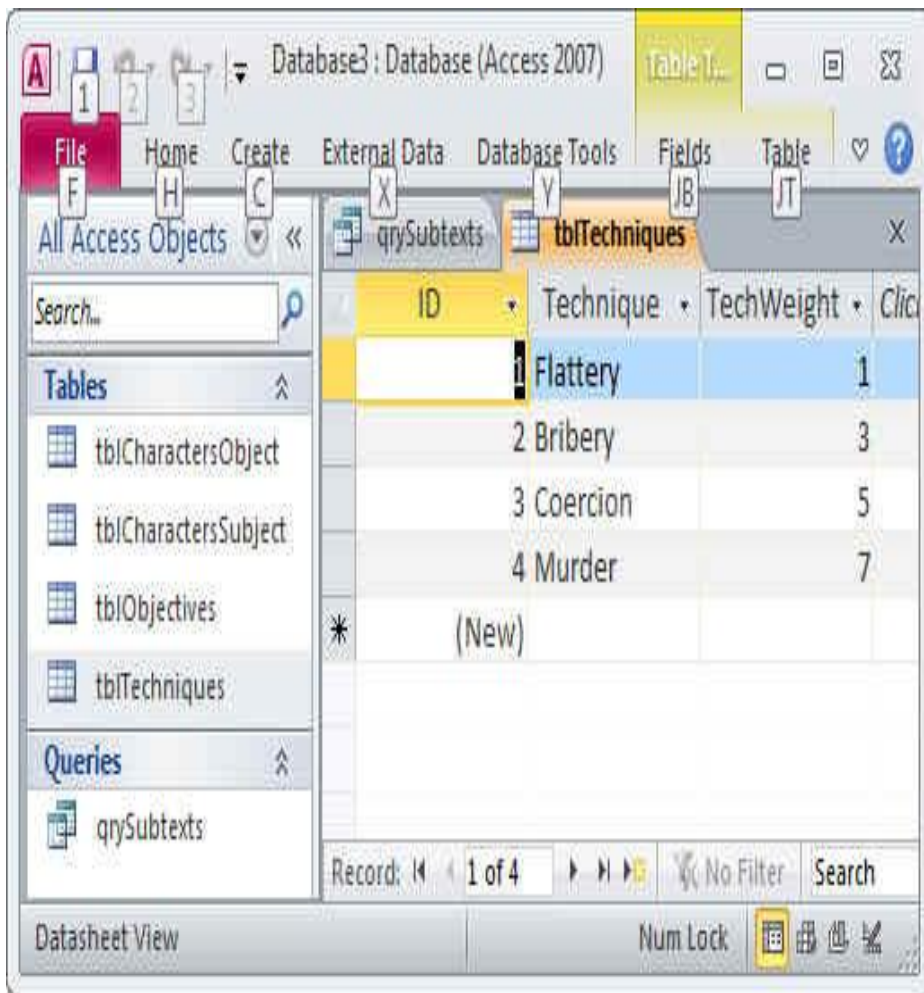 A Database3 : Database (Access 2007) Table T...
1 2 3
File Home Create External Data Database Tools Fields Table ?
F H C X Y JB JT
All Access Objects « qrySubtexts tblTechniques X
Search... ID Technique TechWeight Clic
Tables 1 Flattery 1
tblCharactersObject 2 Bribery 3
tblCharactersSubject 3 Coercion 5
tblObjectives 4 Murder 7
tblTechniques * (New)
Queries
qrySubtexts
Record: 1 of 4 No Filter Search
Datasheet View Num Lock